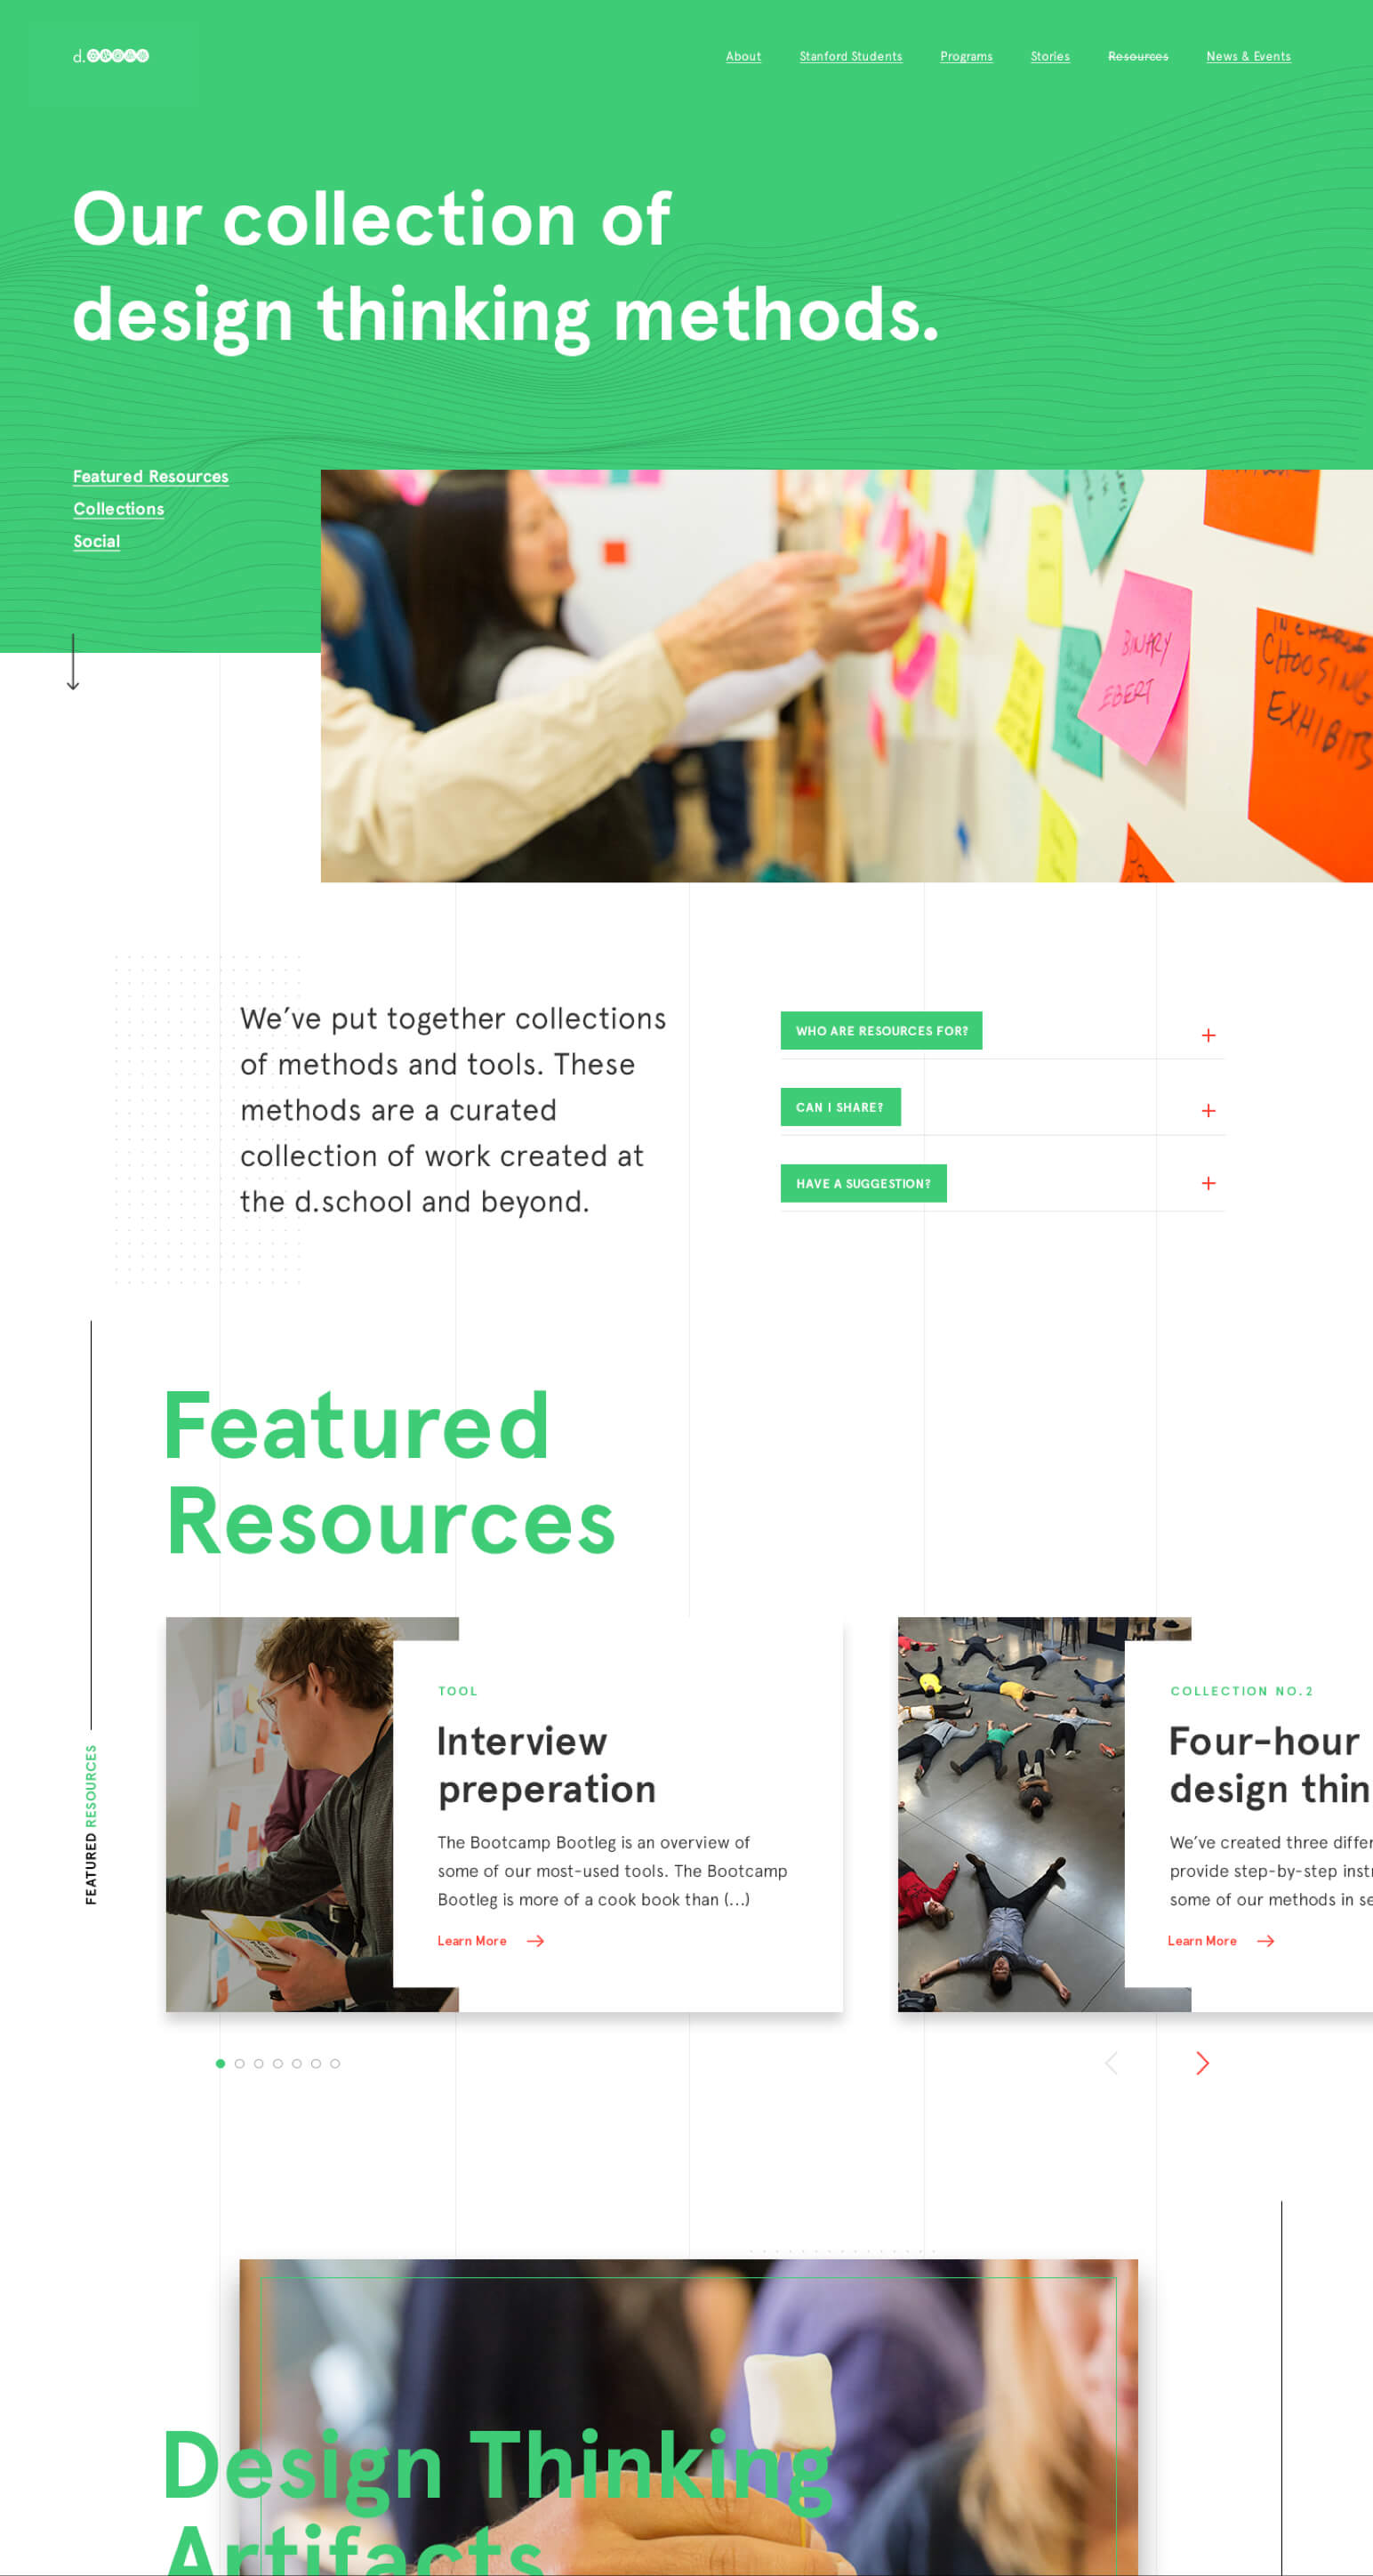 d.
About Stanford Students Programs Stories Resources News & Events
Our collection of
design thinking methods.
Featured Resources
Collections
Social
BINARY
EBERT
IN CHARGE
CHOOSING
EXHIBITS
We’ve put together collections
of methods and tools. These
methods are a curated
collection of work created at
the d.school and beyond.
WHO ARE RESOURCES FOR?
CAN I SHARE?
HAVE A SUGGESTION?
Featured
Resources
FEATURED RESOURCES
TOOL
Interview
preperation
The Bootcamp Bootleg is an overview of
some of our most-used tools. The Bootcamp
Bootleg is more of a cook book than (...)
Learn More
COLLECTION NO.2
Four-hour
design thin
We’ve created three differ
provide step-by-step instr
some of our methods in se
Learn More
Design Thinking
Artifacts